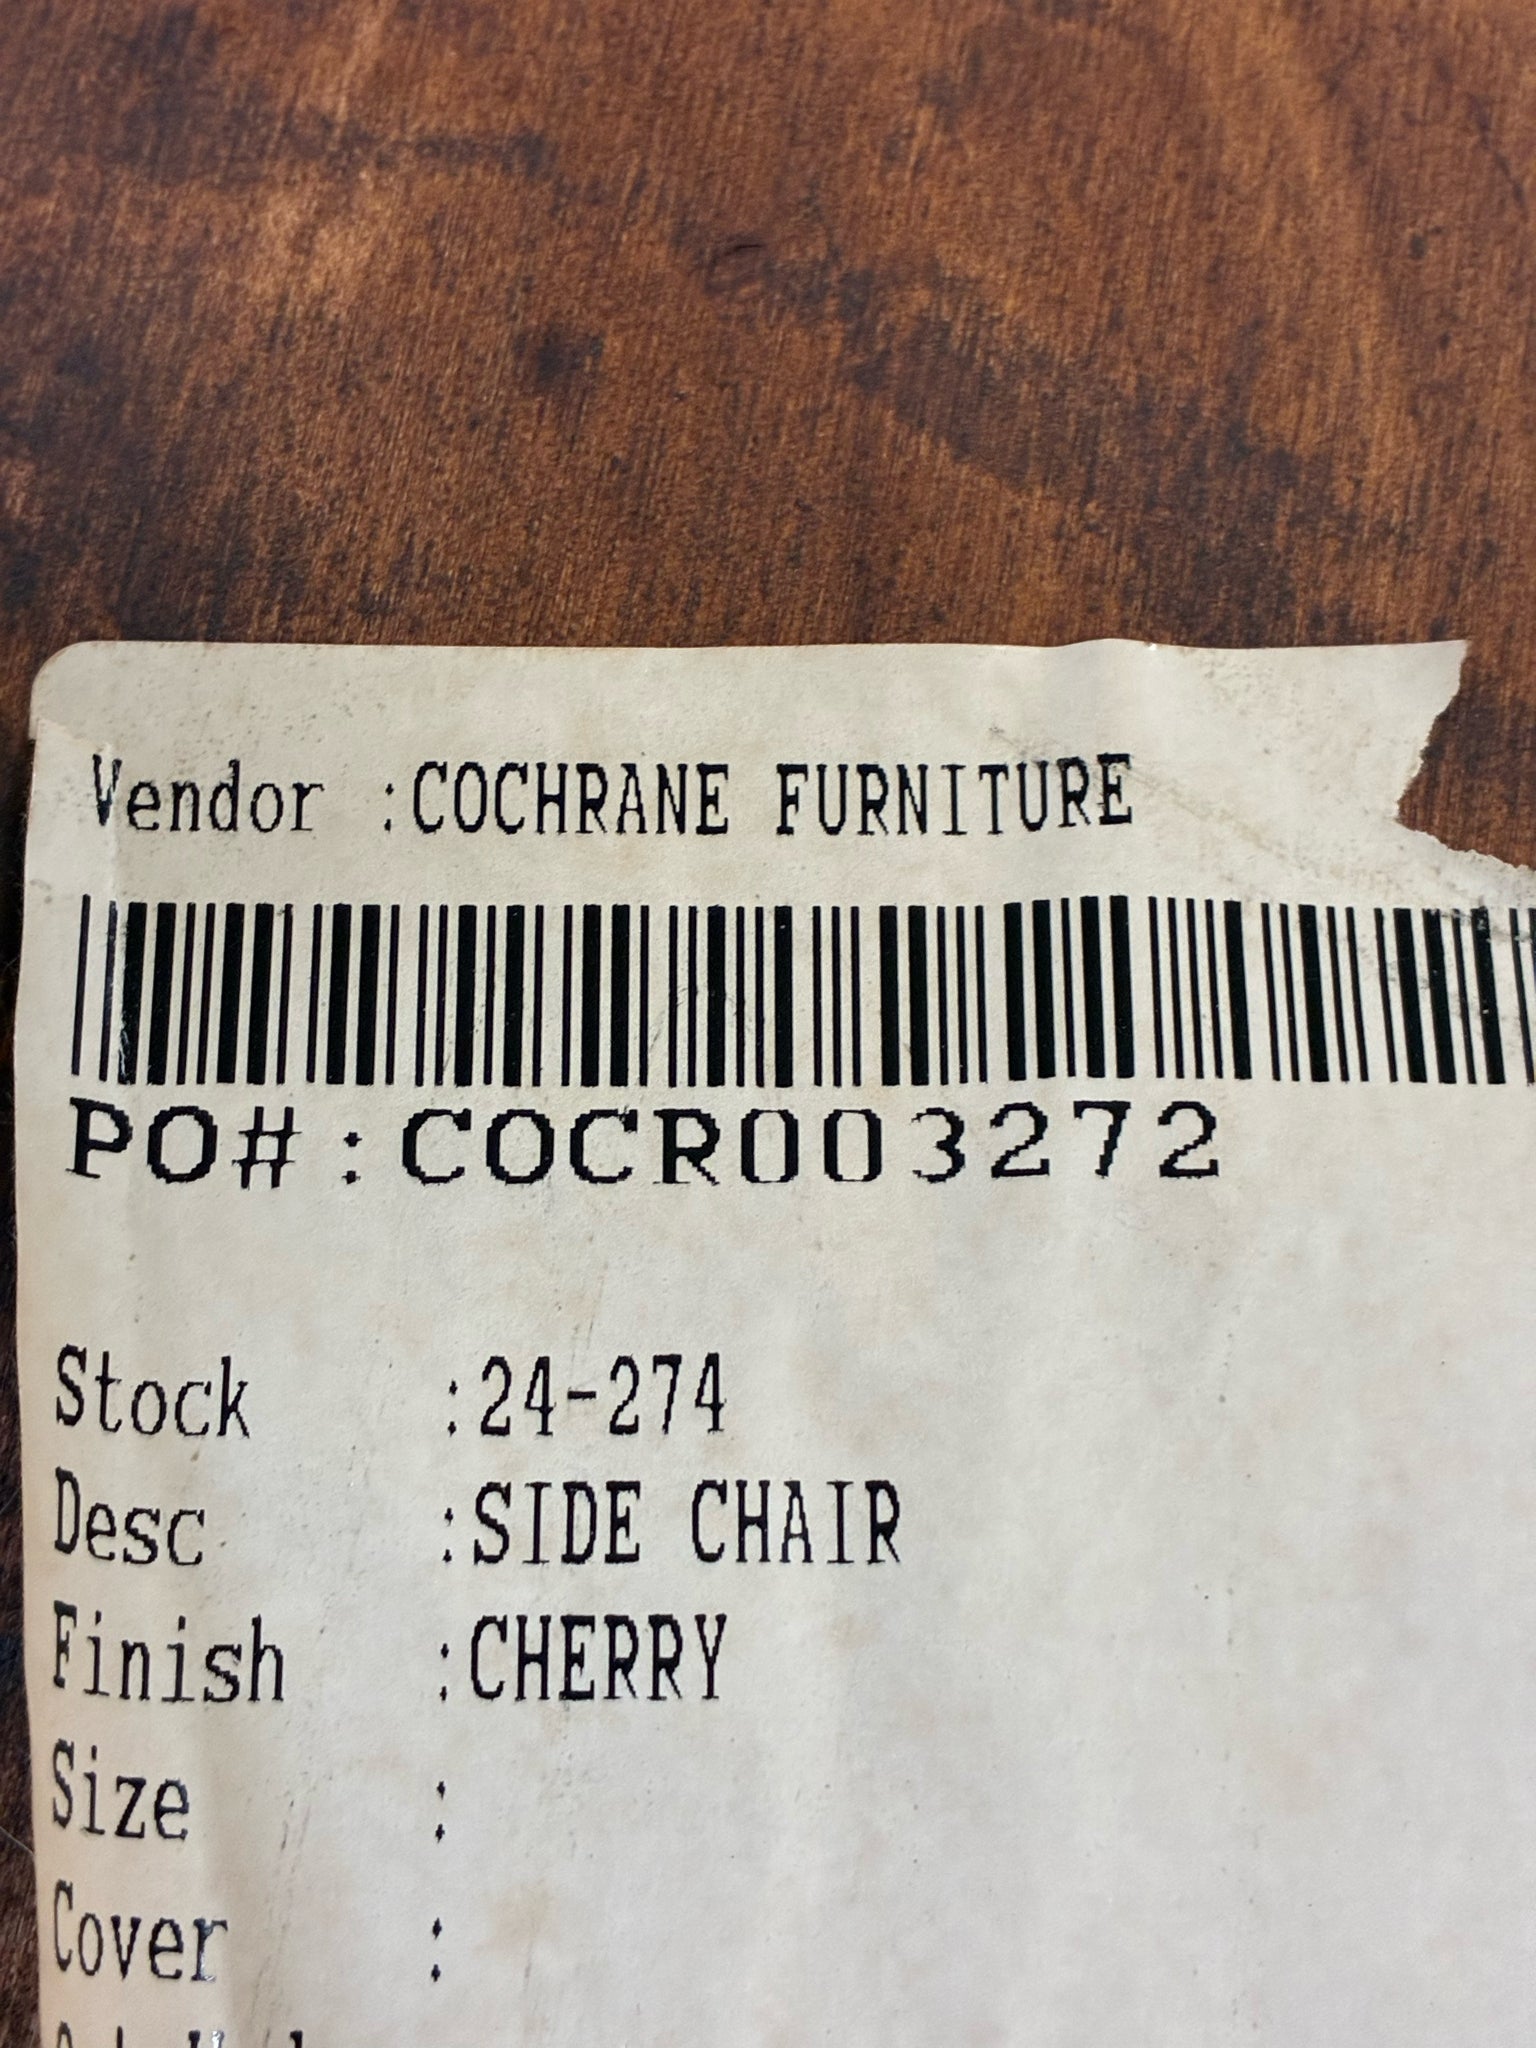 Vendor :COCHRANE FURNITURE
PO#:COCR003272
Stock :24-274
Desc :SIDE CHAIR
Finish :CHERRY
Size :
Cover :